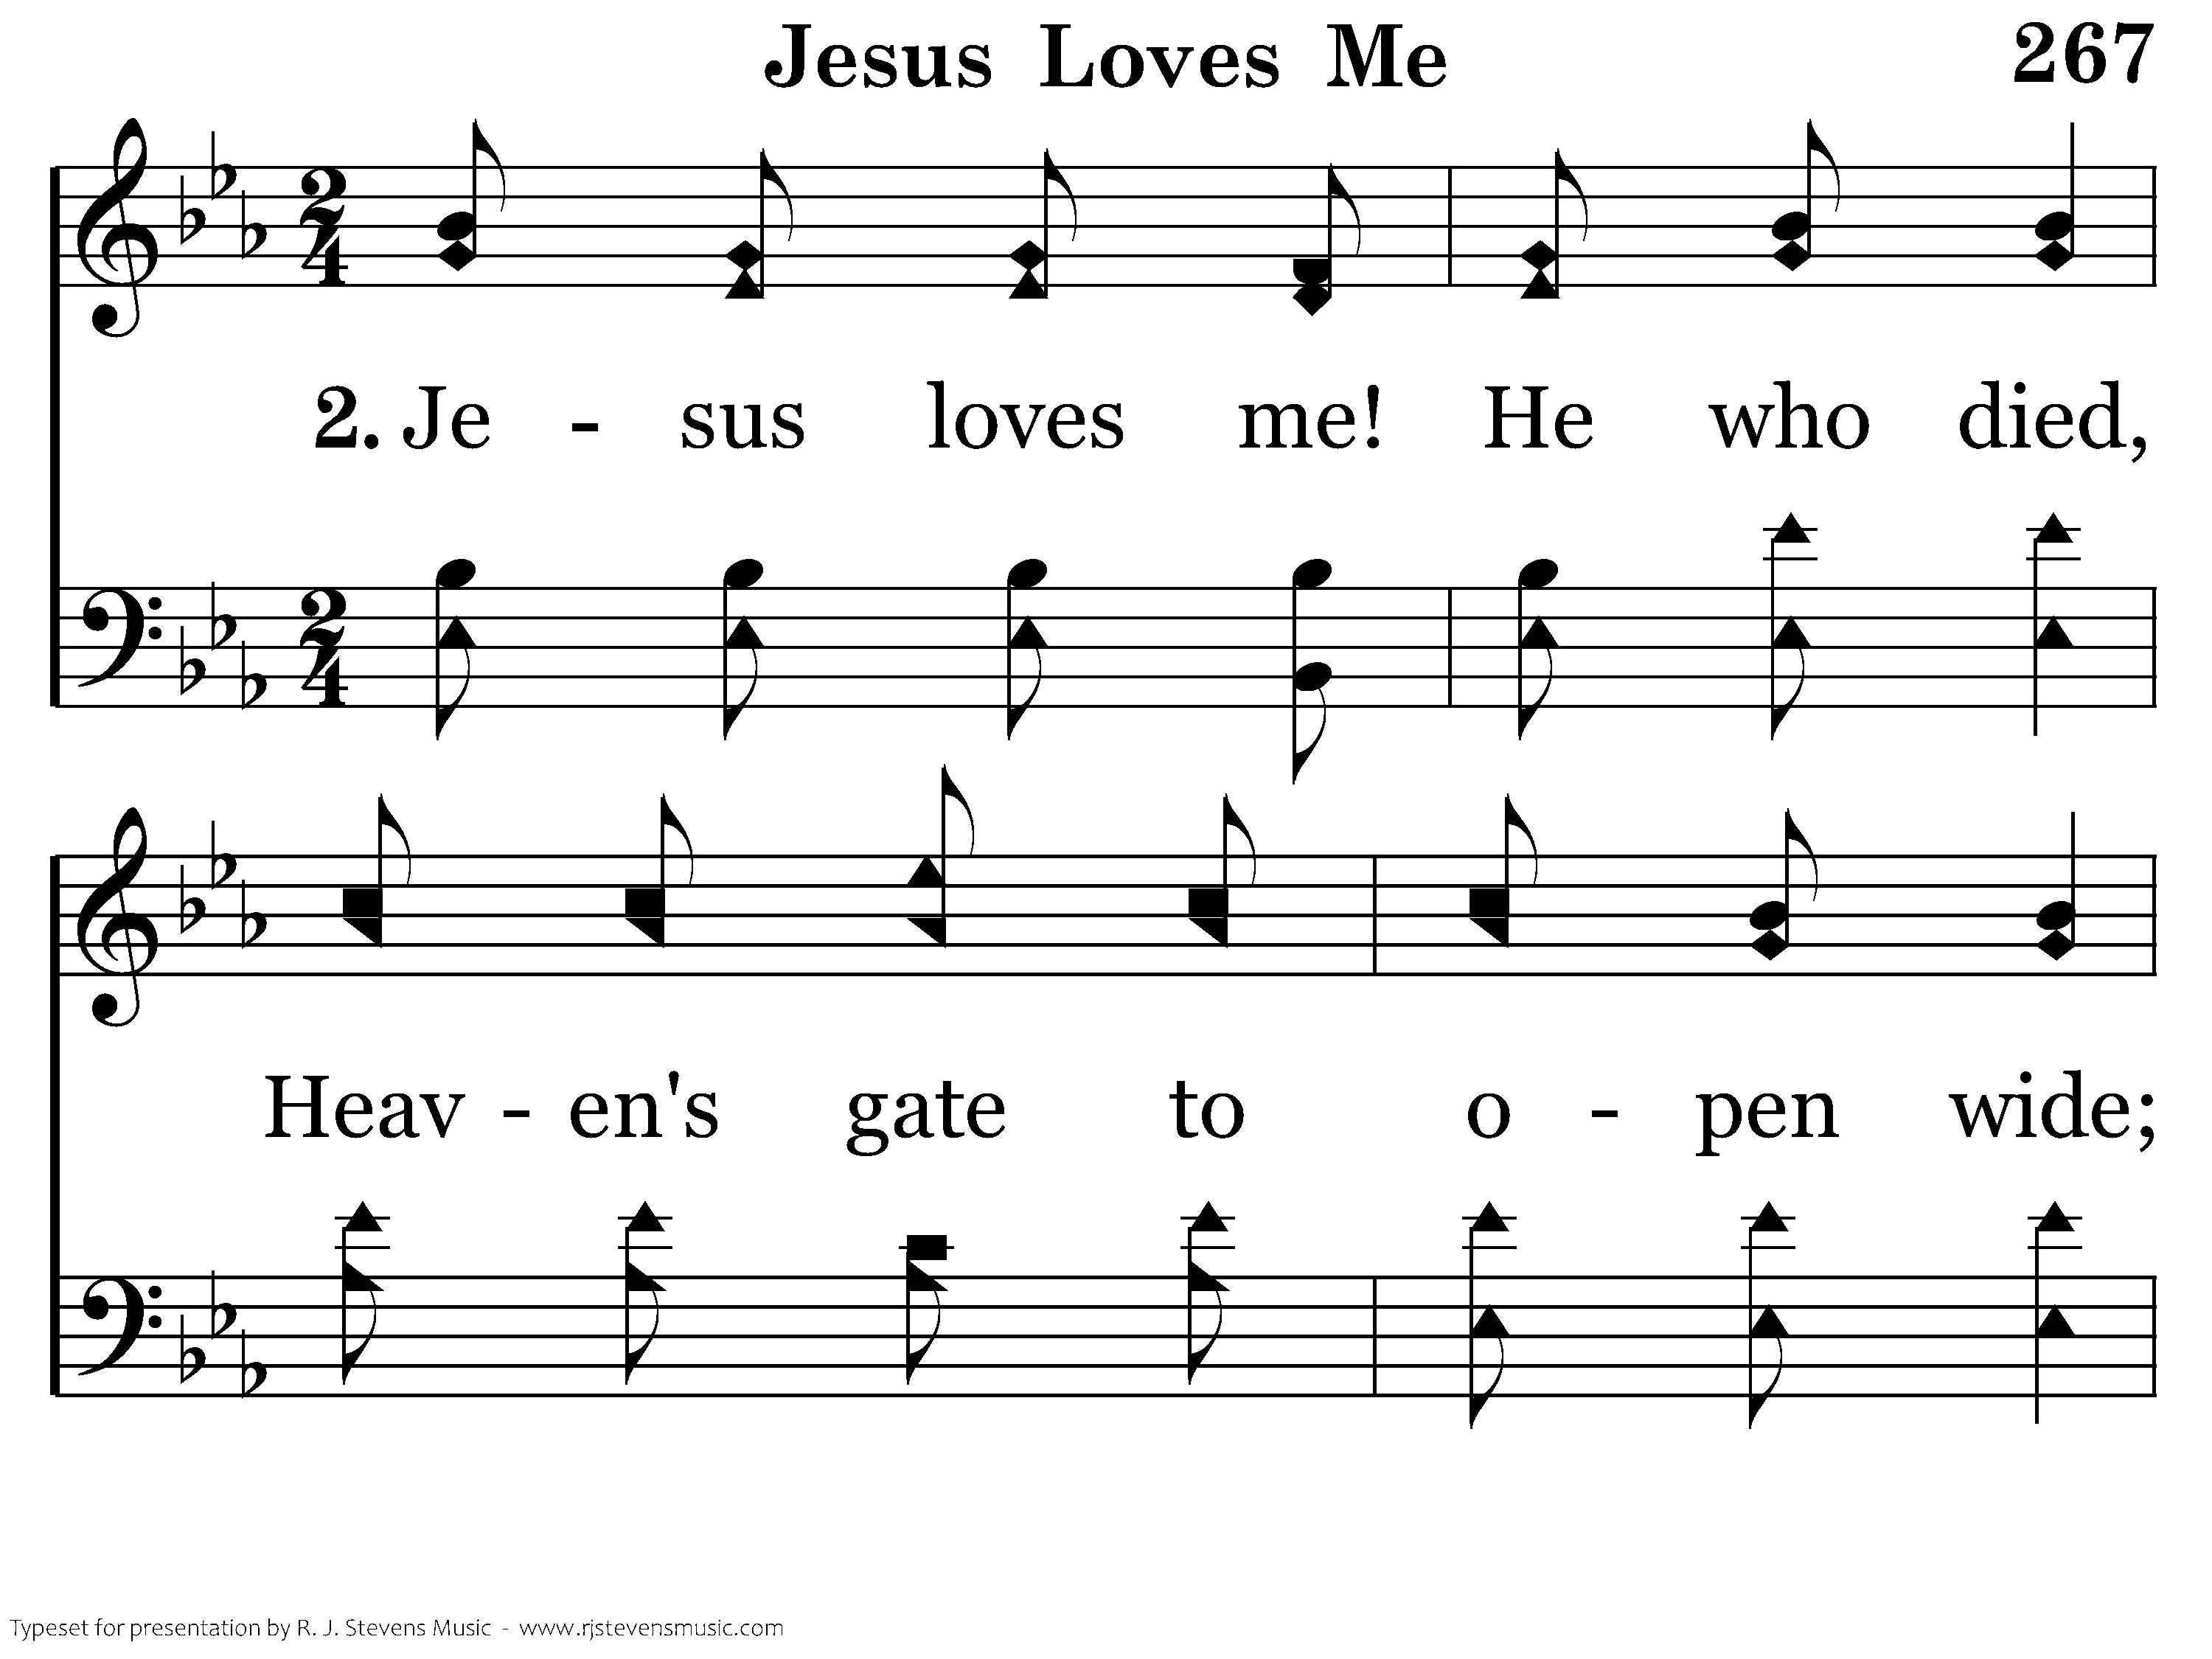 Jesus Loves Me 267
2. Je - sus loves me! He who died,
Heav - en's gate to o - pen wide;
Typeset for presentation by R. J. Stevens Music - www.rjstevensmusic.com